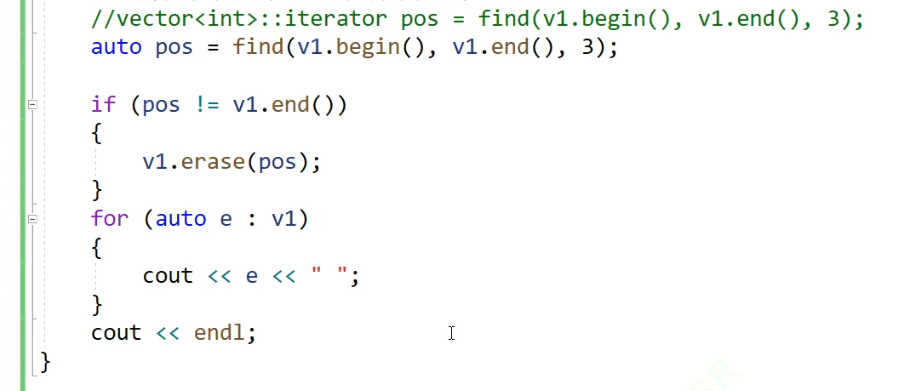 //vector<int>::iterator pos = find(v1.begin(), v1.end(), 3);
auto pos = find(v1.begin(), v1.end(), 3);
if (pos != v1.end())
{
v1.erase(pos);
}
for (auto e : v1)
{
cout << e << " ";
}
cout << endl;
}